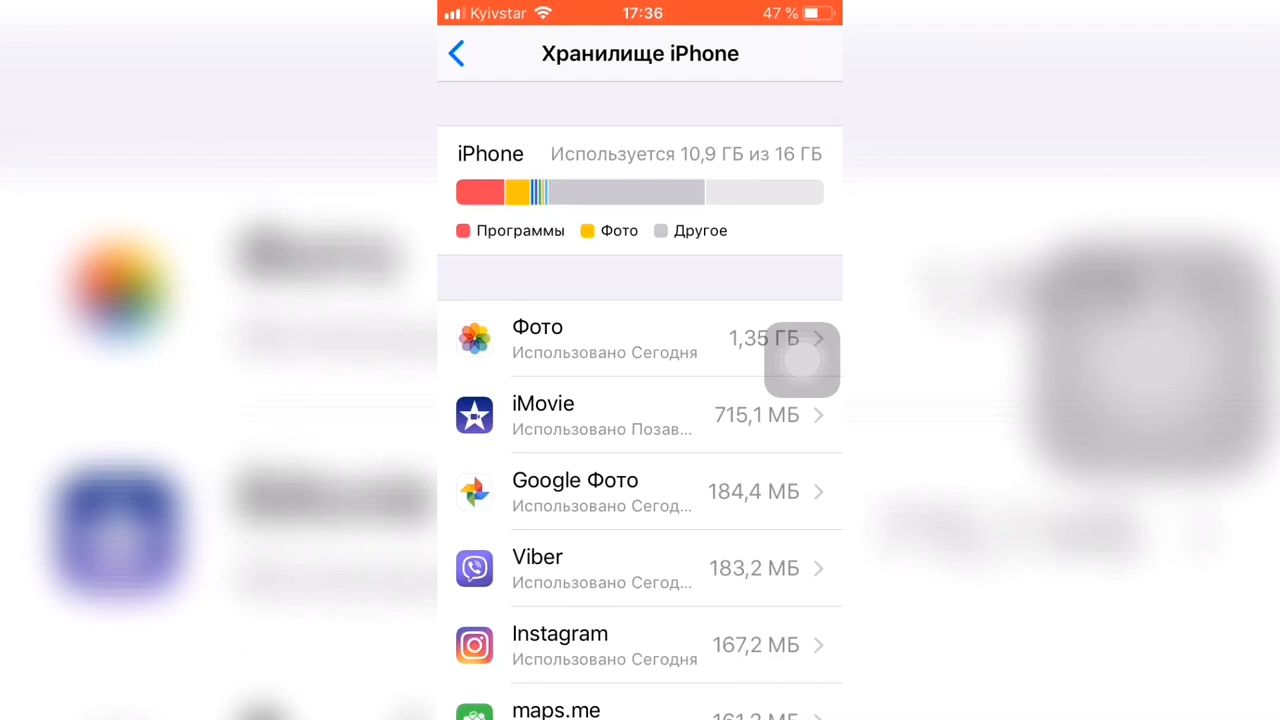 Kyivstar 17:36 47 %
Хранилище iPhone
iPhone Используется 10,9 ГБ из 16 ГБ
Программы Фото Другое
Фото 1,35 ГБ
Использовано Сегодня
iMovie 715,1 МБ
Использовано Позав...
Google Фото 184,4 МБ
Использовано Сегод...
Viber 183,2 МБ
Использовано Сегод...
Instagram 167,2 МБ
Использовано Сегодня
maps.me